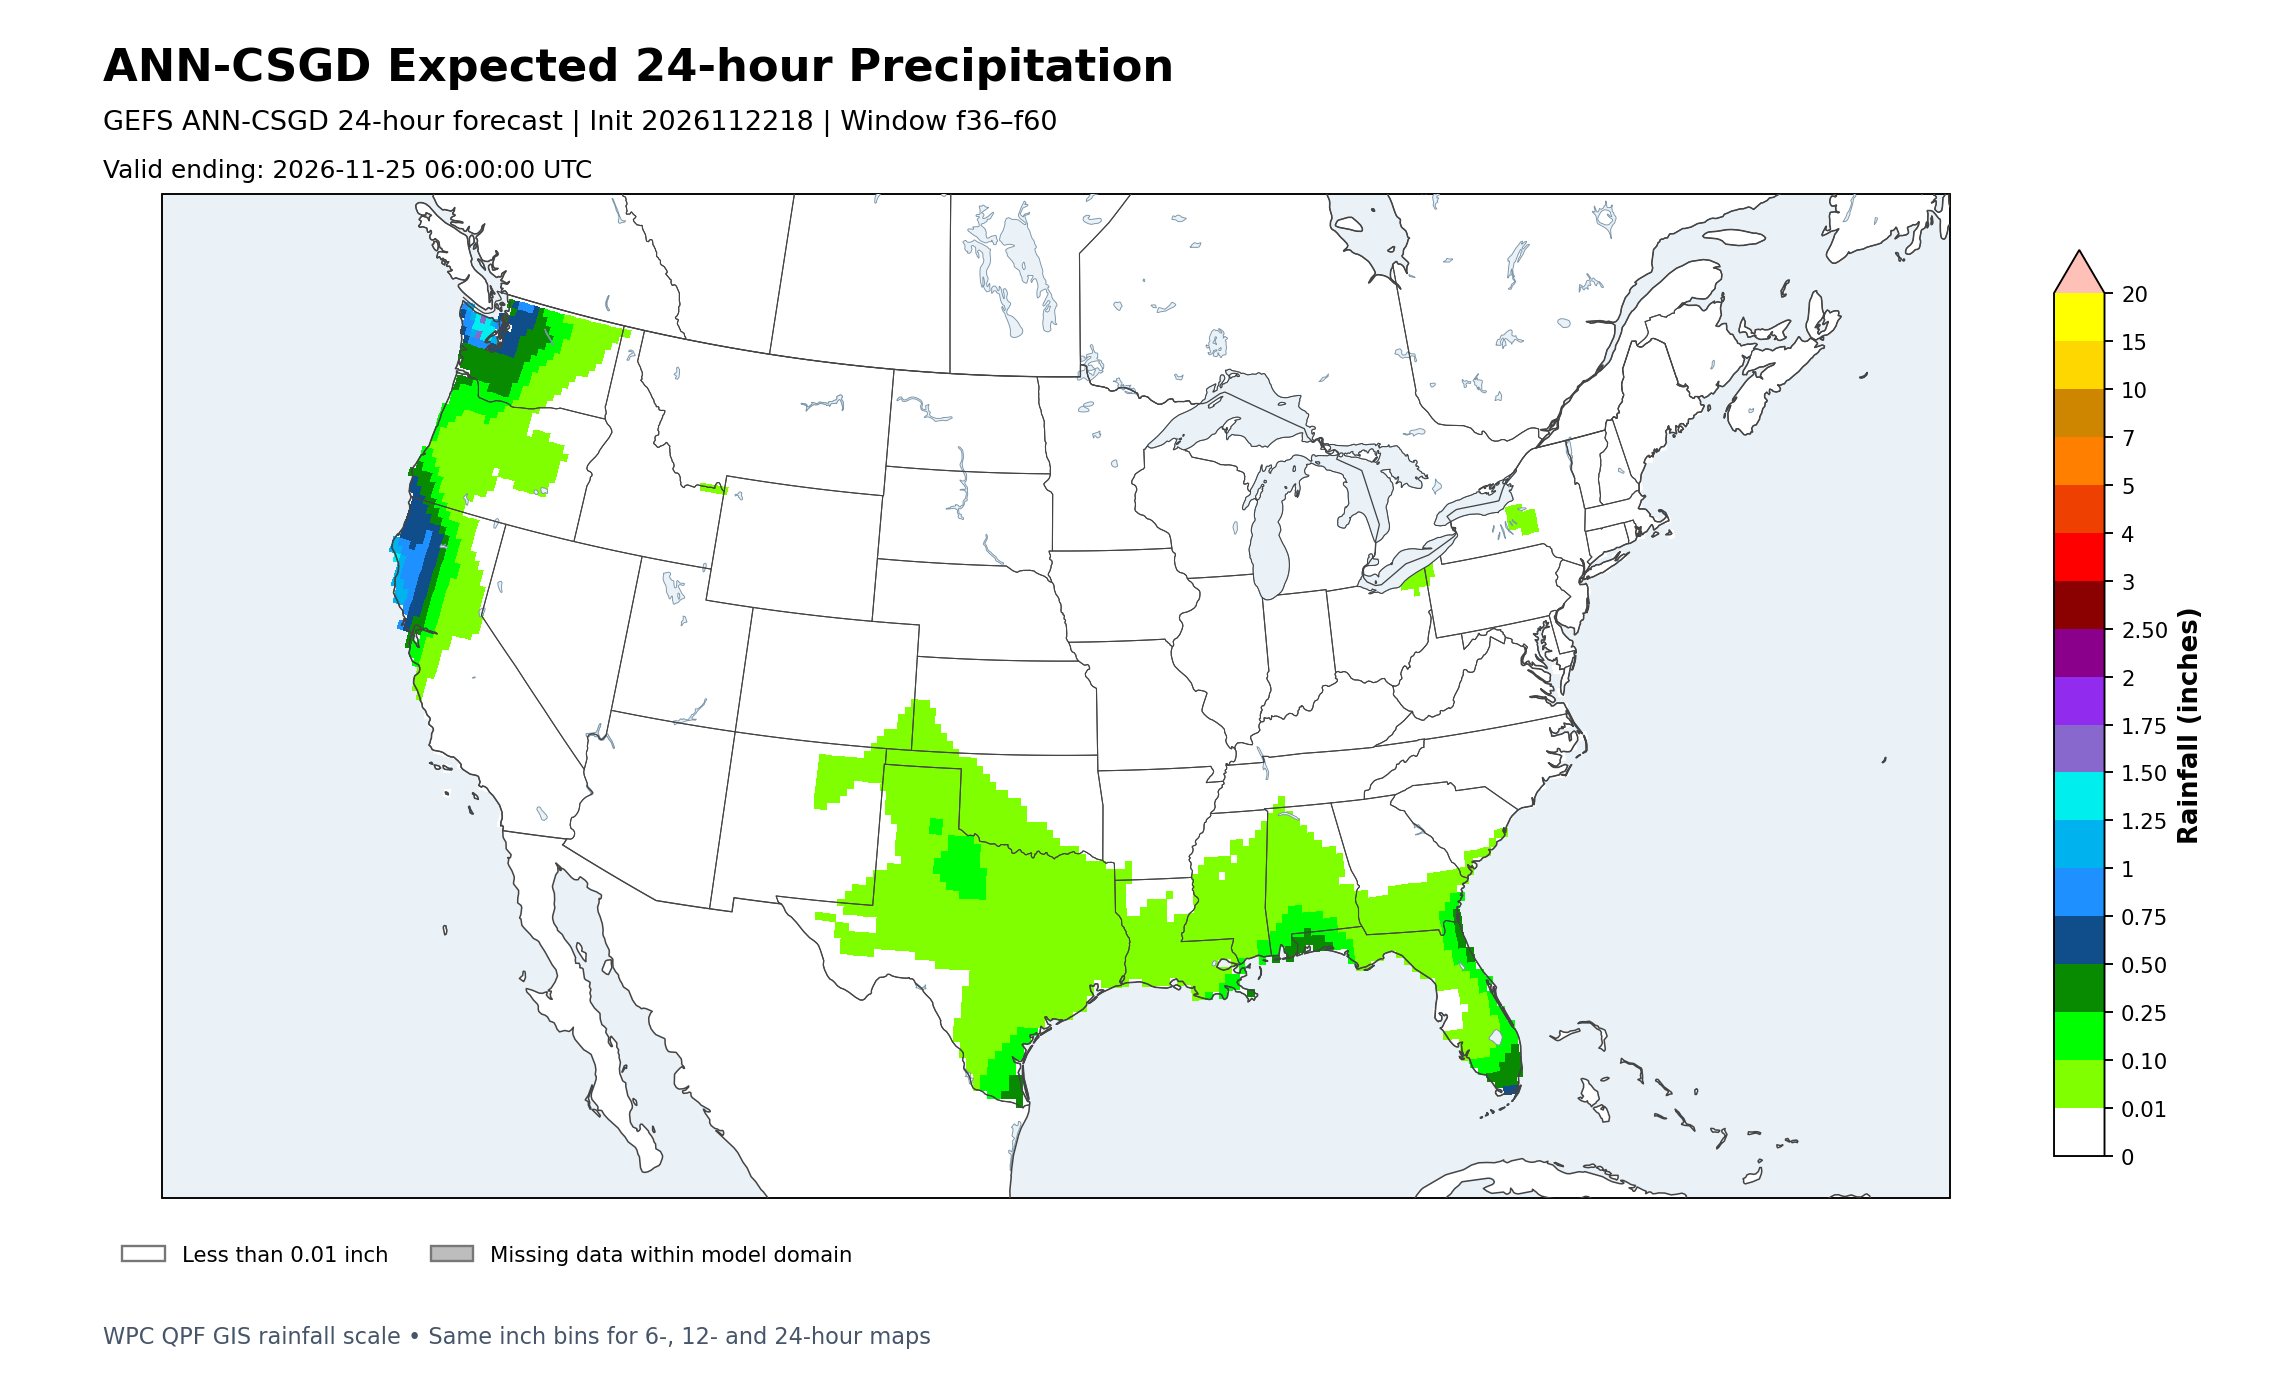 ANN-CSGD Expected 24-hour Precipitation
GEFS ANN-CSGD 24-hour forecast | Init 2026112218 | Window f36–f60
Valid ending: 2026-11-25 06:00:00 UTC
20
15
10
7
5
4
3
2.50
2
1.75
1.50
1.25
1
0.75
0.50
0.25
0.10
0.01
0
Rainfall (inches)
Less than 0.01 inch
Missing data within model domain
WPC QPF GIS rainfall scale • Same inch bins for 6-, 12- and 24-hour maps